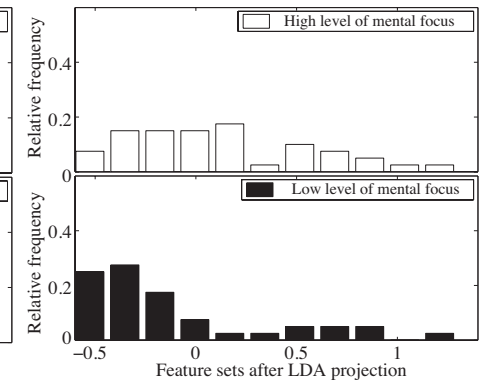 High level of mental focus
Relative frequency
0.4
0.2
0
Low level of mental focus
Relative frequency
0.4
0.2
0
−0.5 0 0.5 1
Feature sets after LDA projection